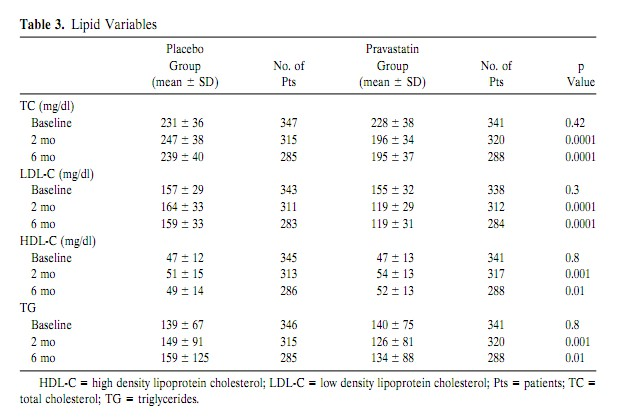 Table 3. Lipid Variables
Placebo Group (mean ± SD) No. of Pts Pravastatin Group (mean ± SD) No. of Pts p Value
TC (mg/dl)
Baseline 231 ± 36 347 228 ± 38 341 0.42
2 mo 247 ± 38 315 196 ± 34 320 0.0001
6 mo 239 ± 40 285 195 ± 37 288 0.0001
LDL-C (mg/dl)
Baseline 157 ± 29 343 155 ± 32 338 0.3
2 mo 164 ± 33 311 119 ± 29 312 0.0001
6 mo 159 ± 33 283 119 ± 31 284 0.0001
HDL-C (mg/dl)
Baseline 47 ± 12 345 47 ± 13 341 0.8
2 mo 51 ± 15 313 54 ± 13 317 0.001
6 mo 49 ± 14 286 52 ± 13 288 0.01
TG
Baseline 139 ± 67 346 140 ± 75 341 0.8
2 mo 149 ± 91 315 126 ± 81 320 0.001
6 mo 159 ± 125 285 134 ± 88 288 0.01
HDL-C = high density lipoprotein cholesterol; LDL-C = low density lipoprotein cholesterol; Pts = patients; TC =
total cholesterol; TG = triglycerides.